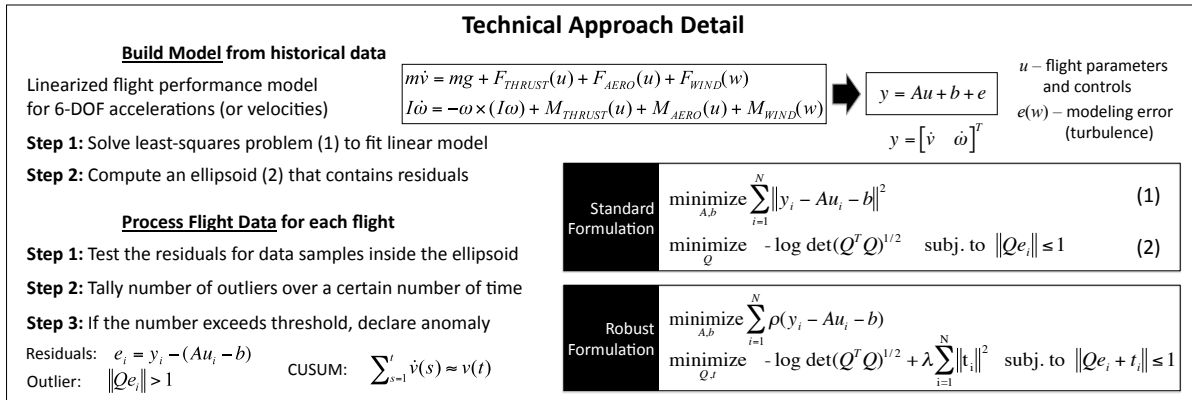 Technical Approach Detail
Build Model from historical data
Linearized flight performance model
for 6-DOF accelerations (or velocities)
Step 1: Solve least-squares problem (1) to fit linear model
Step 2: Compute an ellipsoid (2) that contains residuals
mv̇ = mg + F_THRUST(u) + F_AERO(u) + F_WIND(w)
Iω̇ = −ω × (Iω) + M_THRUST(u) + M_AERO(u) + M_WIND(w)
y = Au + b + e
y = [v̇ ω̇]^T
u – flight parameters
and controls
e(w) – modeling error
(turbulence)
Process Flight Data for each flight
Step 1: Test the residuals for data samples inside the ellipsoid
Step 2: Tally number of outliers over a certain number of time
Step 3: If the number exceeds threshold, declare anomaly
Residuals: e_i = y_i − (Au_i − b)
Outlier: ‖Qe_i‖ > 1
CUSUM: ∑_{s=1}^{t} v̇(s) ≈ v(t)
Standard
Formulation
minimize_{A,b} ∑_{i=1}^{N} ‖y_i − Au_i − b‖^2 (1)
minimize_{Q} - log det(Q^T Q)^{1/2} subj. to ‖Qe_i‖ ≤ 1 (2)
Robust
Formulation
minimize_{A,b} ∑_{i=1}^{N} ρ(y_i − Au_i − b)
minimize_{Q,t} - log det(Q^T Q)^{1/2} + λ ∑_{i=1}^{N} ‖t_i‖^2 subj. to ‖Qe_i + t_i‖ ≤ 1